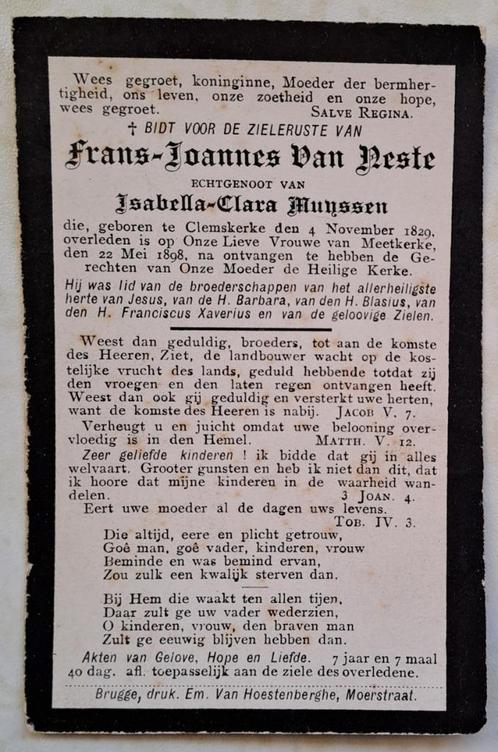 Wees gegroet, koninginne, Moeder der bermher-
tigheid, ons leven, onze zoetheid en onze hope,
wees gegroet. SALVE REGINA.
† BIDT VOOR DE ZIELERUSTE VAN
Frans-Joannes Van Neste
ECHTGENOOT VAN
Isabella-Clara Muyssen
die, geboren te Clemskerke den 4 November 1829,
overleden is op Onze Lieve Vrouwe van Meetkerke,
den 22 Mei 1898, na ontvangen te hebben de Ge-
rechten van Onze Moeder de Heilige Kerke.
Hij was lid van de broederschappen van het allerheiligste
herte van Jesus, van de H. Barbara, van den H. Blasius, van
den H. Franciscus Xaverius en van de geloovige Zielen.
Weest dan geduldig, broeders, tot aan de komste
des Heeren, Ziet, de landbouwer wacht op de kos-
telijke vrucht des lands, geduld hebbende totdat zij
den vroegen en den laten regen ontvangen heeft.
Weest dan ook gij geduldig en versterkt uwe herten,
want de komste des Heeren is nabij. JACOB V. 7.
Verheugt u en juicht omdat uwe belooning over-
vloedig is in den Hemel. MATTH. V. 12.
Zeer geliefde kinderen ! ik bidde dat gij in alles
welvaart. Grooter gunsten en heb ik niet dan dit, dat
ik hoore dat mijne kinderen in de waarheid wan-
delen. 3 JOAN. 4.
Eert uwe moeder al de dagen uws levens.
TOB. IV. 3.
Die altijd, eere en plicht getrouw,
Goê man, goê vader, kinderen, vrouw
Beminde en was bemind ervan,
Zou zulk een kwalijk sterven dan.
Bij Hem die waakt ten allen tijen,
Daar zult ge uw vader wederzien,
O kinderen, vrouw, den braven man
Zult ge eeuwig blijven hebben dan.
Akten van Gelove, Hope en Liefde. 7 jaar en 7 maal
40 dag. afl. toepasselijk aan de ziele des overledene.
Brugge, druk. Em. Van Hoestenberghe, Moerstraat.